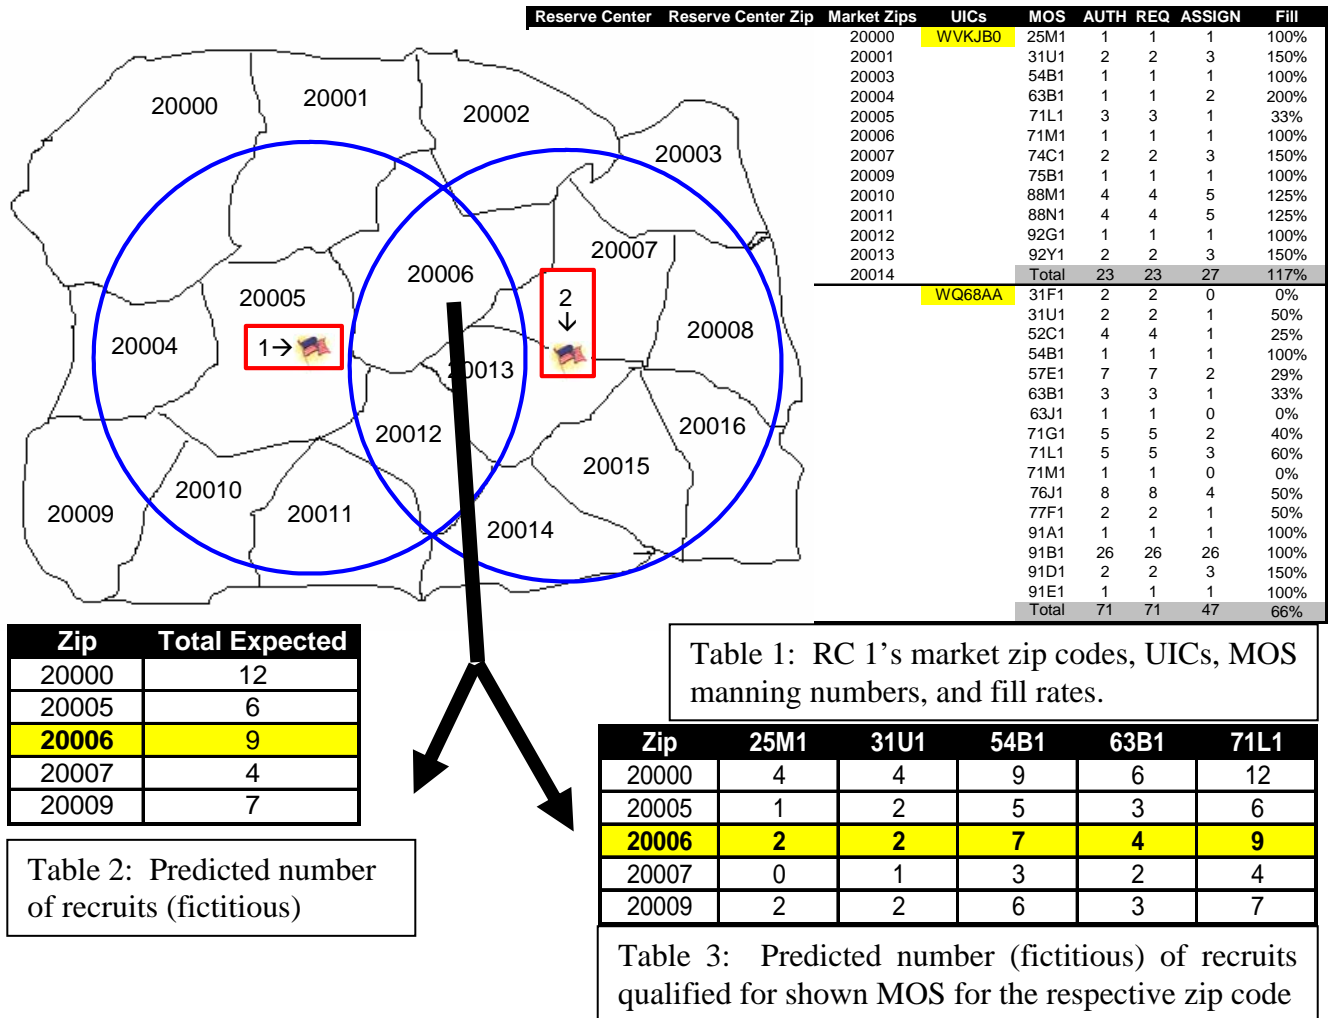 Reserve Center Reserve Center Zip Market Zips UICs MOS AUTH REQ ASSIGN Fill
20000 WVKJB0 25M1 1 1 1 100%
20001 31U1 2 2 3 150%
20003 54B1 1 1 1 100%
20004 63B1 1 1 2 200%
20005 71L1 3 3 1 33%
20006 71M1 1 1 1 100%
20007 74C1 2 2 3 150%
20009 75B1 1 1 1 100%
20010 88M1 4 4 5 125%
20011 88N1 4 4 5 125%
20012 92G1 1 1 1 100%
20013 92Y1 2 2 3 150%
20014 Total 23 23 27 117%
WQ68AA 31F1 2 2 0 0%
31U1 2 2 1 50%
52C1 4 4 1 25%
54B1 1 1 1 100%
57E1 7 7 2 29%
63B1 3 3 1 33%
63J1 1 1 0 0%
71G1 5 5 2 40%
71L1 5 5 3 60%
71M1 1 1 0 0%
76J1 8 8 4 50%
77F1 2 2 1 50%
91A1 1 1 1 100%
91B1 26 26 26 100%
91D1 2 2 3 150%
91E1 1 1 1 100%
Total 71 71 47 66%
20000
20001
20002
20003
20007
20006
20005
2
↓
20008
20004
1→
20013
20012
20016
20015
20010
20009
20011
20014
Table 1: RC 1's market zip codes, UICs, MOS
manning numbers, and fill rates.
Zip Total Expected
20000 12
20005 6
20006 9
20007 4
20009 7
Table 2: Predicted number
of recruits (fictitious)
Zip 25M1 31U1 54B1 63B1 71L1
20000 4 4 9 6 12
20005 1 2 5 3 6
20006 2 2 7 4 9
20007 0 1 3 2 4
20009 2 2 6 3 7
Table 3: Predicted number (fictitious) of recruits
qualified for shown MOS for the respective zip code